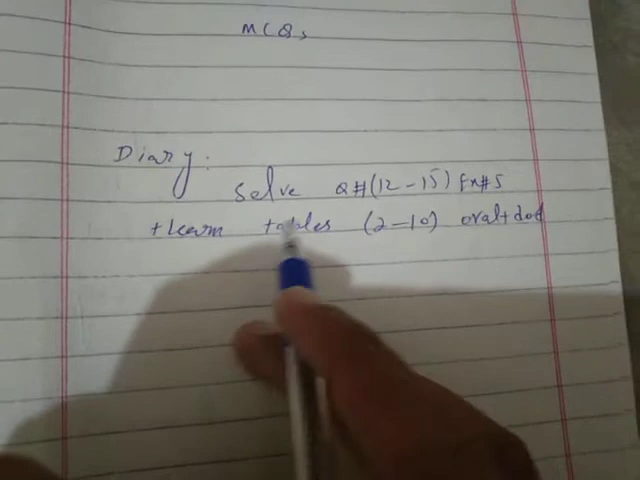 MCQs
Diary:
Solve Q#(12-15) Ex#5
+ learn tables (2-10) oral+dod